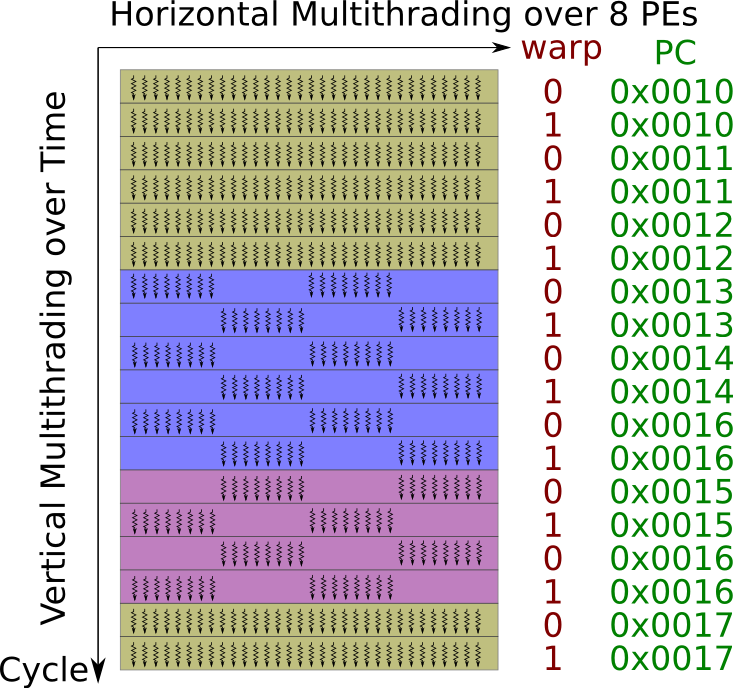 Horizontal Multithrading over 8 PEs
warp PC
0 0x0010
1 0x0010
0 0x0011
1 0x0011
0 0x0012
1 0x0012
0 0x0013
1 0x0013
0 0x0014
1 0x0014
0 0x0016
1 0x0016
0 0x0015
1 0x0015
0 0x0016
1 0x0016
0 0x0017
1 0x0017
Vertical Multithrading over Time
Cycle